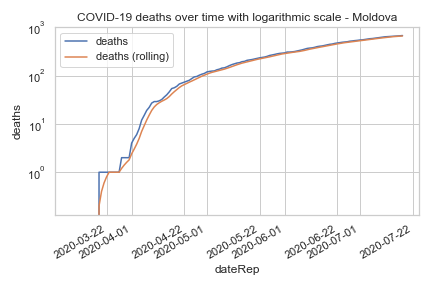 COVID-19 deaths over time with logarithmic scale - Moldova
10³
deaths
deaths (rolling)
10²
deaths
10¹
10⁰
2020-03-22
2020-04-01
2020-04-22
2020-05-01
2020-05-22
2020-06-01
2020-06-22
2020-07-01
2020-07-22
dateRep